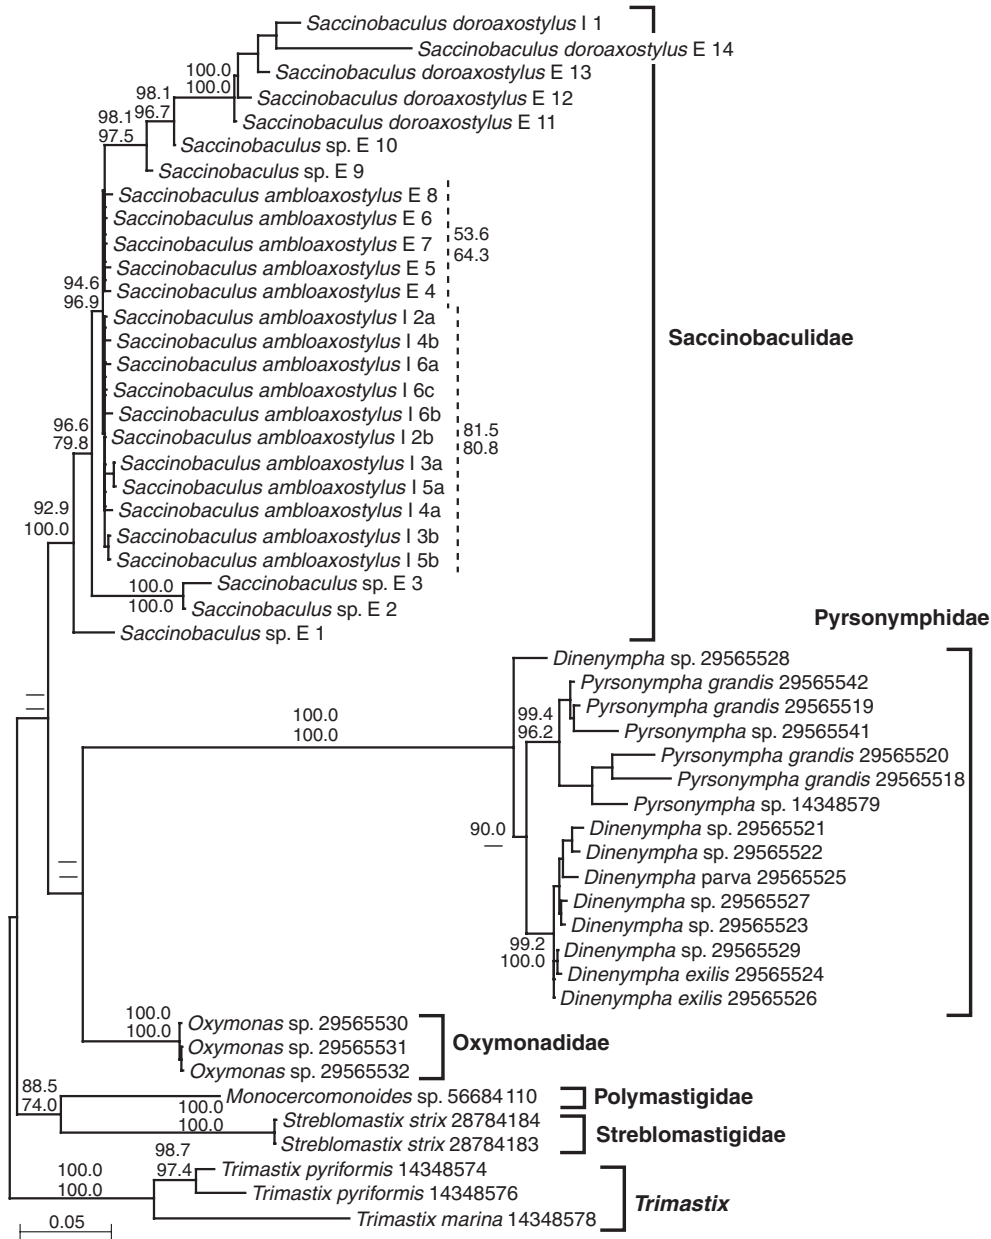 Saccinobaculus doroaxostylus I 1
Saccinobaculus doroaxostylus E 14
100.0
Saccinobaculus doroaxostylus E 13
100.0
98.1
Saccinobaculus doroaxostylus E 12
98.1
96.7
Saccinobaculus doroaxostylus E 11
97.5
Saccinobaculus sp. E 10
Saccinobaculus sp. E 9
Saccinobaculus ambloaxostylus E 8
Saccinobaculus ambloaxostylus E 6
53.6
Saccinobaculus ambloaxostylus E 7
64.3
Saccinobaculus ambloaxostylus E 5
94.6
Saccinobaculus ambloaxostylus E 4
96.9
Saccinobaculus ambloaxostylus I 2a
Saccinobaculidae
Saccinobaculus ambloaxostylus I 4b
Saccinobaculus ambloaxostylus I 6a
Saccinobaculus ambloaxostylus I 6c
Saccinobaculus ambloaxostylus I 6b
96.6
81.5
Saccinobaculus ambloaxostylus I 2b
79.8
80.8
Saccinobaculus ambloaxostylus I 3a
Saccinobaculus ambloaxostylus I 5a
92.9
Saccinobaculus ambloaxostylus I 4a
100.0
Saccinobaculus ambloaxostylus I 3b
Saccinobaculus ambloaxostylus I 5b
100.0
Saccinobaculus sp. E 3
100.0
Saccinobaculus sp. E 2
Pyrsonymphidae
Saccinobaculus sp. E 1
Dinenympha sp. 29565528
Pyrsonympha grandis 29565542
Pyrsonympha grandis 29565519
100.0
99.4
Pyrsonympha sp. 29565541
100.0
96.2
Pyrsonympha grandis 29565520
Pyrsonympha grandis 29565518
Pyrsonympha sp. 14348579
90.0
Dinenympha sp. 29565521
Dinenympha sp. 29565522
Dinenympha parva 29565525
Dinenympha sp. 29565527
Dinenympha sp. 29565523
99.2
Dinenympha sp. 29565529
100.0
Dinenympha exilis 29565524
Dinenympha exilis 29565526
100.0
Oxymonas sp. 29565530
100.0
Oxymonas sp. 29565531
Oxymonadidae
Oxymonas sp. 29565532
88.5
Monocercomonoides sp. 56684110
Polymastigidae
74.0
100.0
Streblomastix strix 28784184
100.0
Streblomastigidae
Streblomastix strix 28784183
98.7
100.0
97.4
Trimastix pyriformis 14348574
100.0
Trimastix pyriformis 14348576
Trimastix
Trimastix marina 14348578
0.05